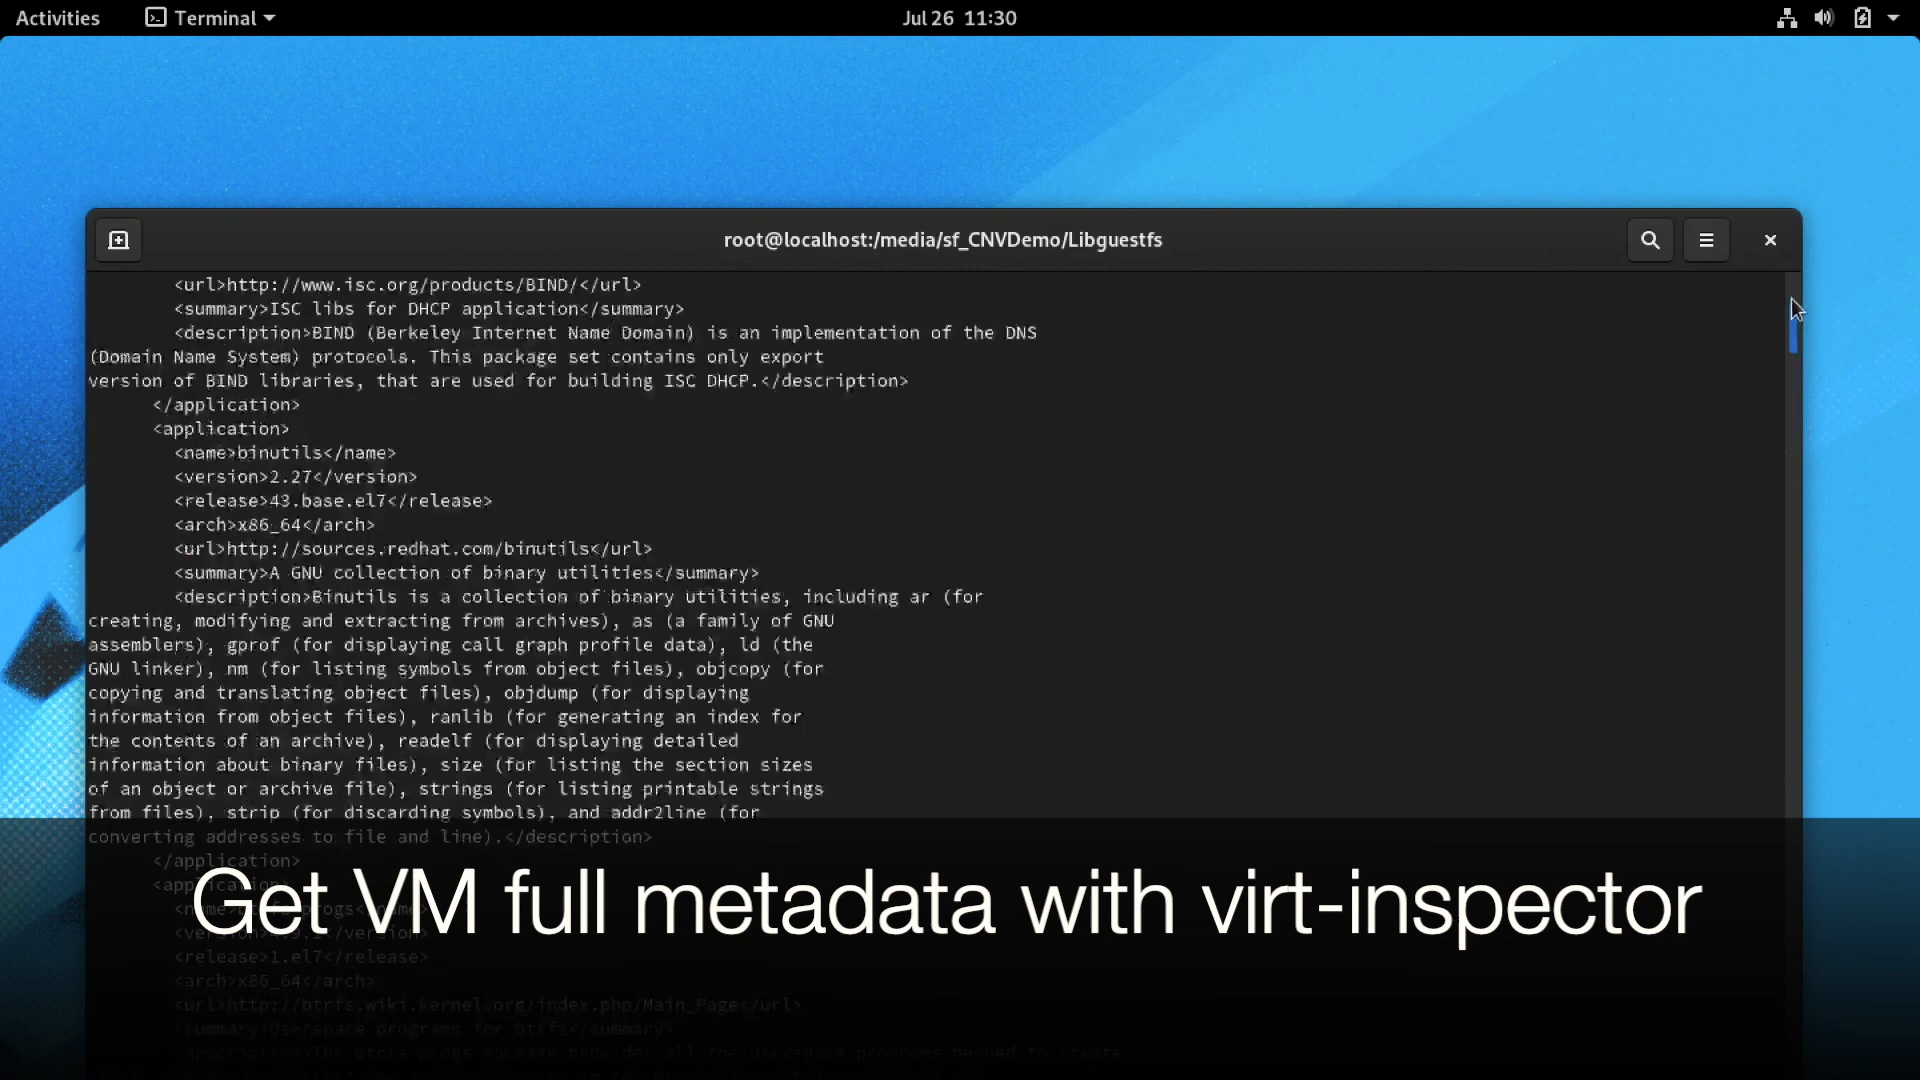 Activities Terminal Jul 26 11:30
root@localhost:/media/sf_CNVDemo/Libguestfs
<url>http://www.isc.org/products/BIND/</url>
<summary>ISC libs for DHCP application</summary>
<description>BIND (Berkeley Internet Name Domain) is an implementation of the DNS
(Domain Name System) protocols. This package set contains only export
version of BIND libraries, that are used for building ISC DHCP.</description>
</application>
<application>
<name>binutils</name>
<version>2.27</version>
<release>43.base.el7</release>
<arch>x86_64</arch>
<url>http://sources.redhat.com/binutils</url>
<summary>A GNU collection of binary utilities</summary>
<description>Binutils is a collection of binary utilities, including ar (for
creating, modifying and extracting from archives), as (a family of GNU
assemblers), gprof (for displaying call graph profile data), ld (the
GNU linker), nm (for listing symbols from object files), objcopy (for
copying and translating object files), objdump (for displaying
information from object files), ranlib (for generating an index for
the contents of an archive), readelf (for displaying detailed
information about binary files), size (for listing the section sizes
of an object or archive file), strings (for listing printable strings
from files), strip (for discarding symbols), and addr2line (for
converting addresses to file and line).</description>
</application>
Get VM full metadata with virt-inspector
<release>1.el7</release>
<arch>x86_64</arch>
<url>http://btrfs.wiki.kernel.org/index.php/Main_Page</url>
<summary>Userspace programs for btrfs</summary>